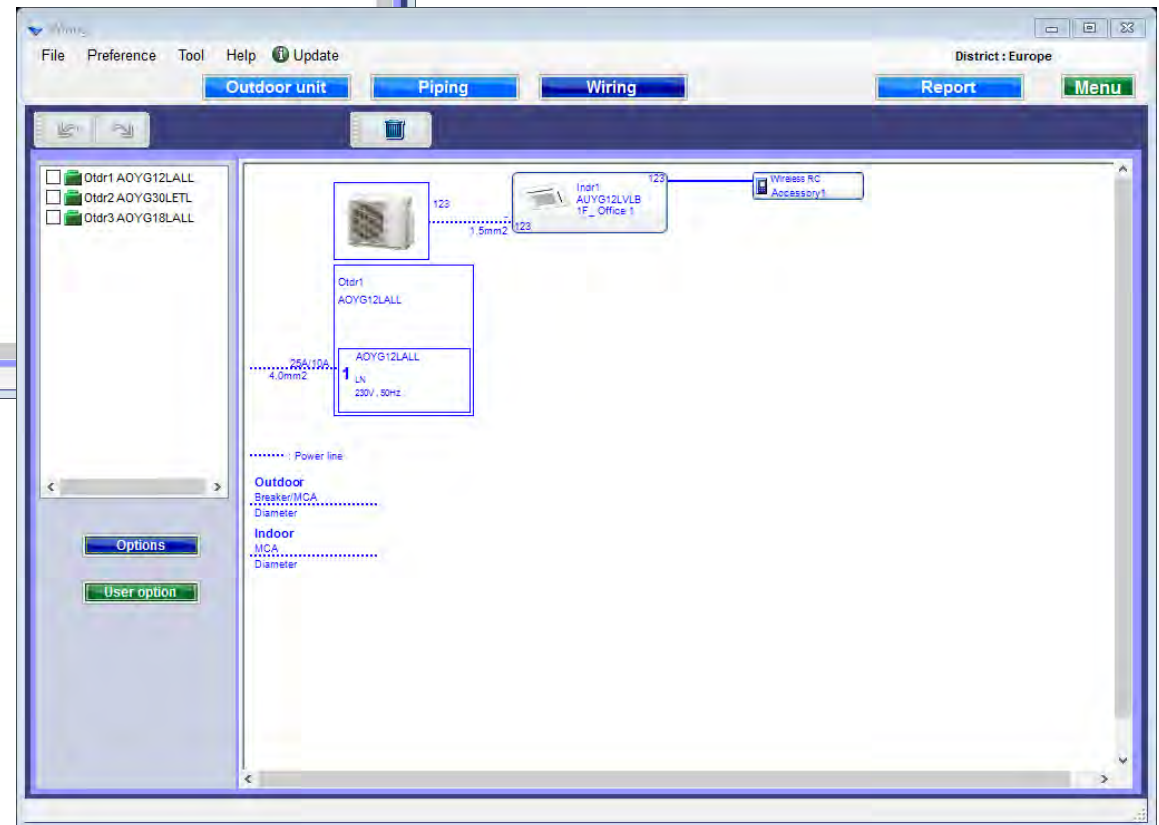 Wiring
File Preference Tool Help Update
District : Europe
Outdoor unit Piping Wiring Report Menu
Otdr1 AOYG12LALL
Otdr2 AOYG30LETL
Otdr3 AOYG18LALL
123
1.5mm2
123
Indr1
AUYG12LVLB
1F_ Office 1
123
Wireless RC
Accessory1
Otdr1
AOYG12LALL
25A/10A
4.0mm2
AOYG12LALL
1
LN
230V , 50Hz
: Power line
Outdoor
Breaker/MCA
Diameter
Indoor
MCA
Diameter
Options
User option